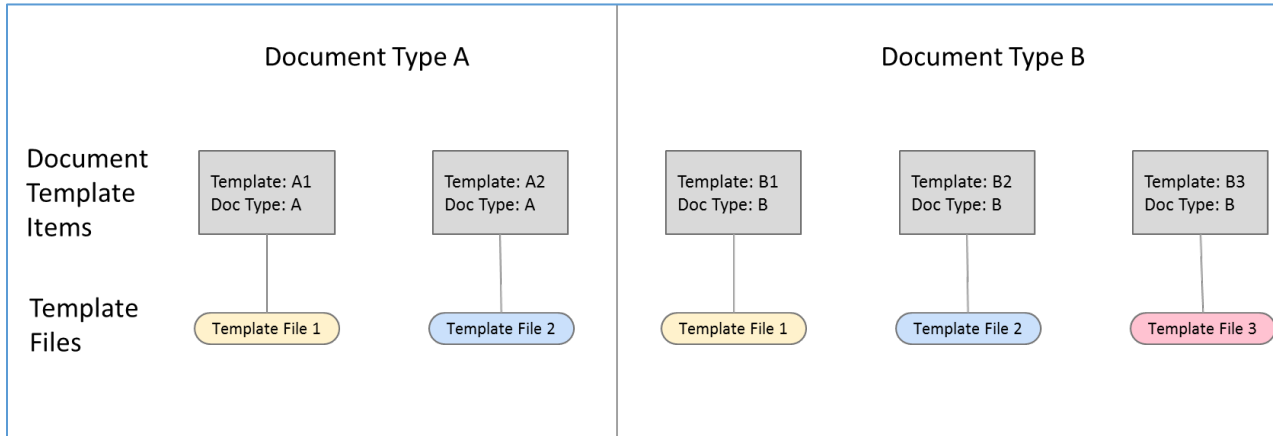 Document Type A
Document Type B
Document
Template
Items
Template: A1
Doc Type: A
Template: A2
Doc Type: A
Template: B1
Doc Type: B
Template: B2
Doc Type: B
Template: B3
Doc Type: B
Template
Files
Template File 1
Template File 2
Template File 1
Template File 2
Template File 3